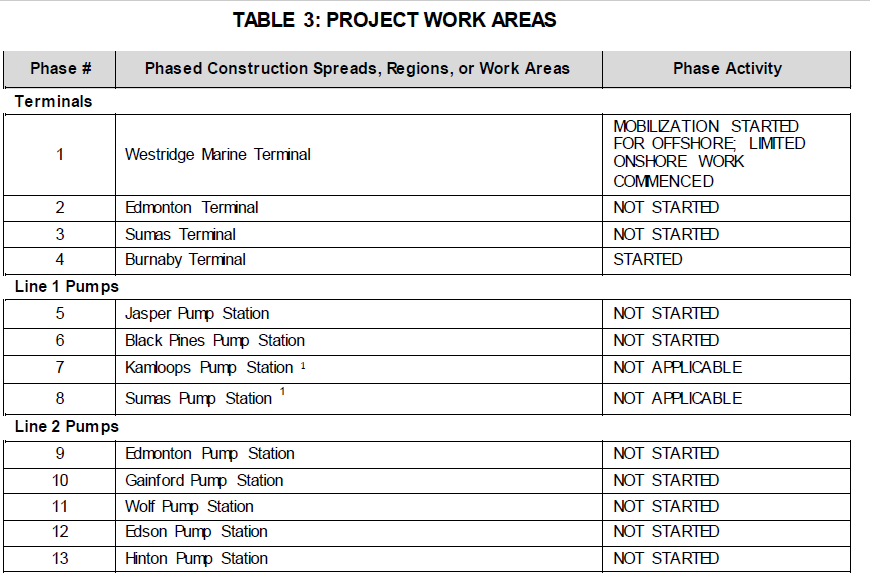 TABLE 3: PROJECT WORK AREAS
Phase # Phased Construction Spreads, Regions, or Work Areas Phase Activity
Terminals
1 Westridge Marine Terminal MOBILIZATION STARTED
FOR OFFSHORE; LIMITED
ONSHORE WORK
COMMENCED
2 Edmonton Terminal NOT STARTED
3 Sumas Terminal NOT STARTED
4 Burnaby Terminal STARTED
Line 1 Pumps
5 Jasper Pump Station NOT STARTED
6 Black Pines Pump Station NOT STARTED
7 Kamloops Pump Station ¹ NOT APPLICABLE
8 Sumas Pump Station ¹ NOT APPLICABLE
Line 2 Pumps
9 Edmonton Pump Station NOT STARTED
10 Gainford Pump Station NOT STARTED
11 Wolf Pump Station NOT STARTED
12 Edson Pump Station NOT STARTED
13 Hinton Pump Station NOT STARTED